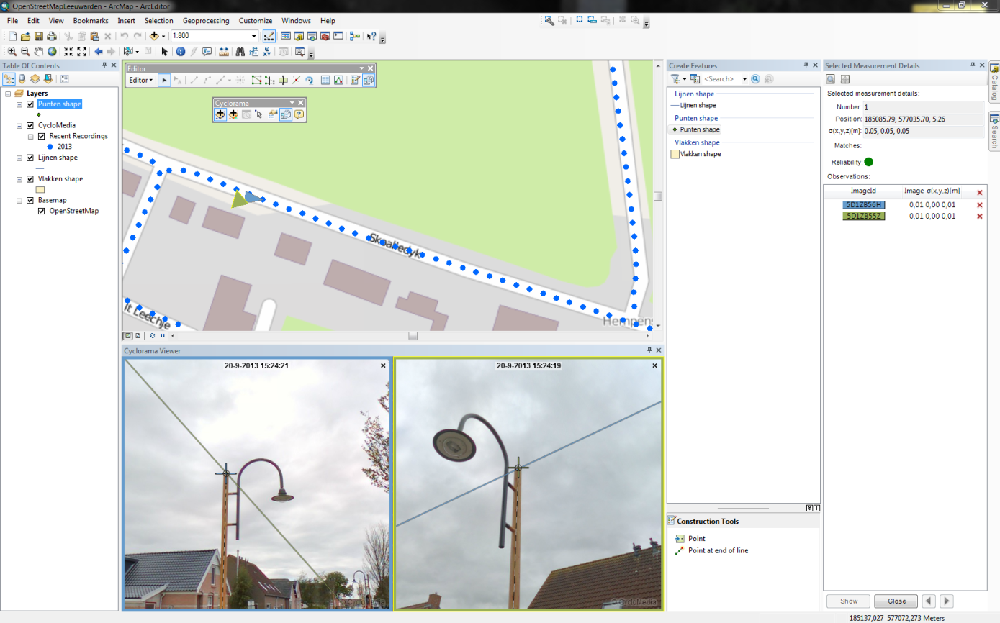 OpenStreetMapLeeuwarden - ArcMap - ArcEditor
File Edit View Bookmarks Insert Selection Geoprocessing Customize Windows Help
1:800
Table Of Contents
Layers
Punten shape
CycloMedia
Recent Recordings
2013
Lijnen shape
Vlakken shape
Basemap
OpenStreetMap
Editor
Editor
Cyclorama
Skealledyk
it Leechje
Hempens
Cyclorama Viewer
20-9-2013 15:24:21
20-9-2013 15:24:19
© CycloMedia
© CycloMedia
Create Features
<Search>
Lijnen shape
Lijnen shape
Punten shape
Punten shape
Vlakken shape
Vlakken shape
Construction Tools
Point
Point at end of line
Selected Measurement Details
Selected measurement details:
Number: 1
Position: 185085.79, 577035.70, 5.26
σ(x,y,z)[m]: 0.05, 0.05, 0.05
Matches:
Reliability:
Observations:
ImageId Image-σ(x,y,z)[m]
5D1ZB56H 0,01 0,00 0,01
5D1ZB55Z 0,01 0,00 0,01
Show Close
Catalog
Search
185137,027 577072,273 Meters